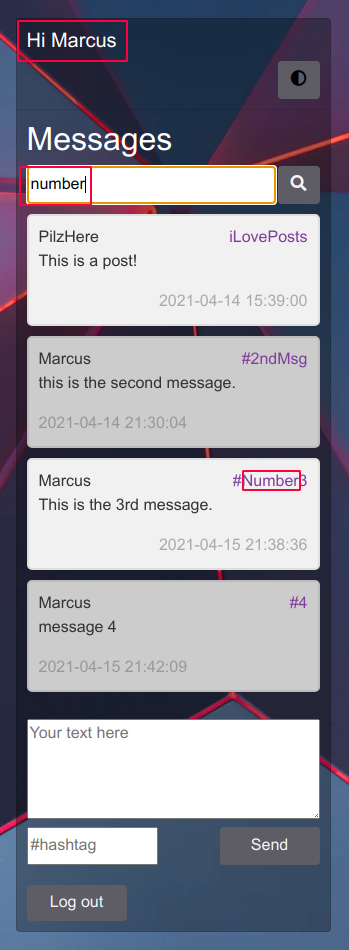 Hi Marcus
Messages
number
PilzHere iLovePosts
This is a post!
2021-04-14 15:39:00
Marcus #2ndMsg
this is the second message.
2021-04-14 21:30:04
Marcus #Number3
This is the 3rd message.
2021-04-15 21:38:36
Marcus #4
message 4
2021-04-15 21:42:09
Your text here
#hashtag Send
Log out